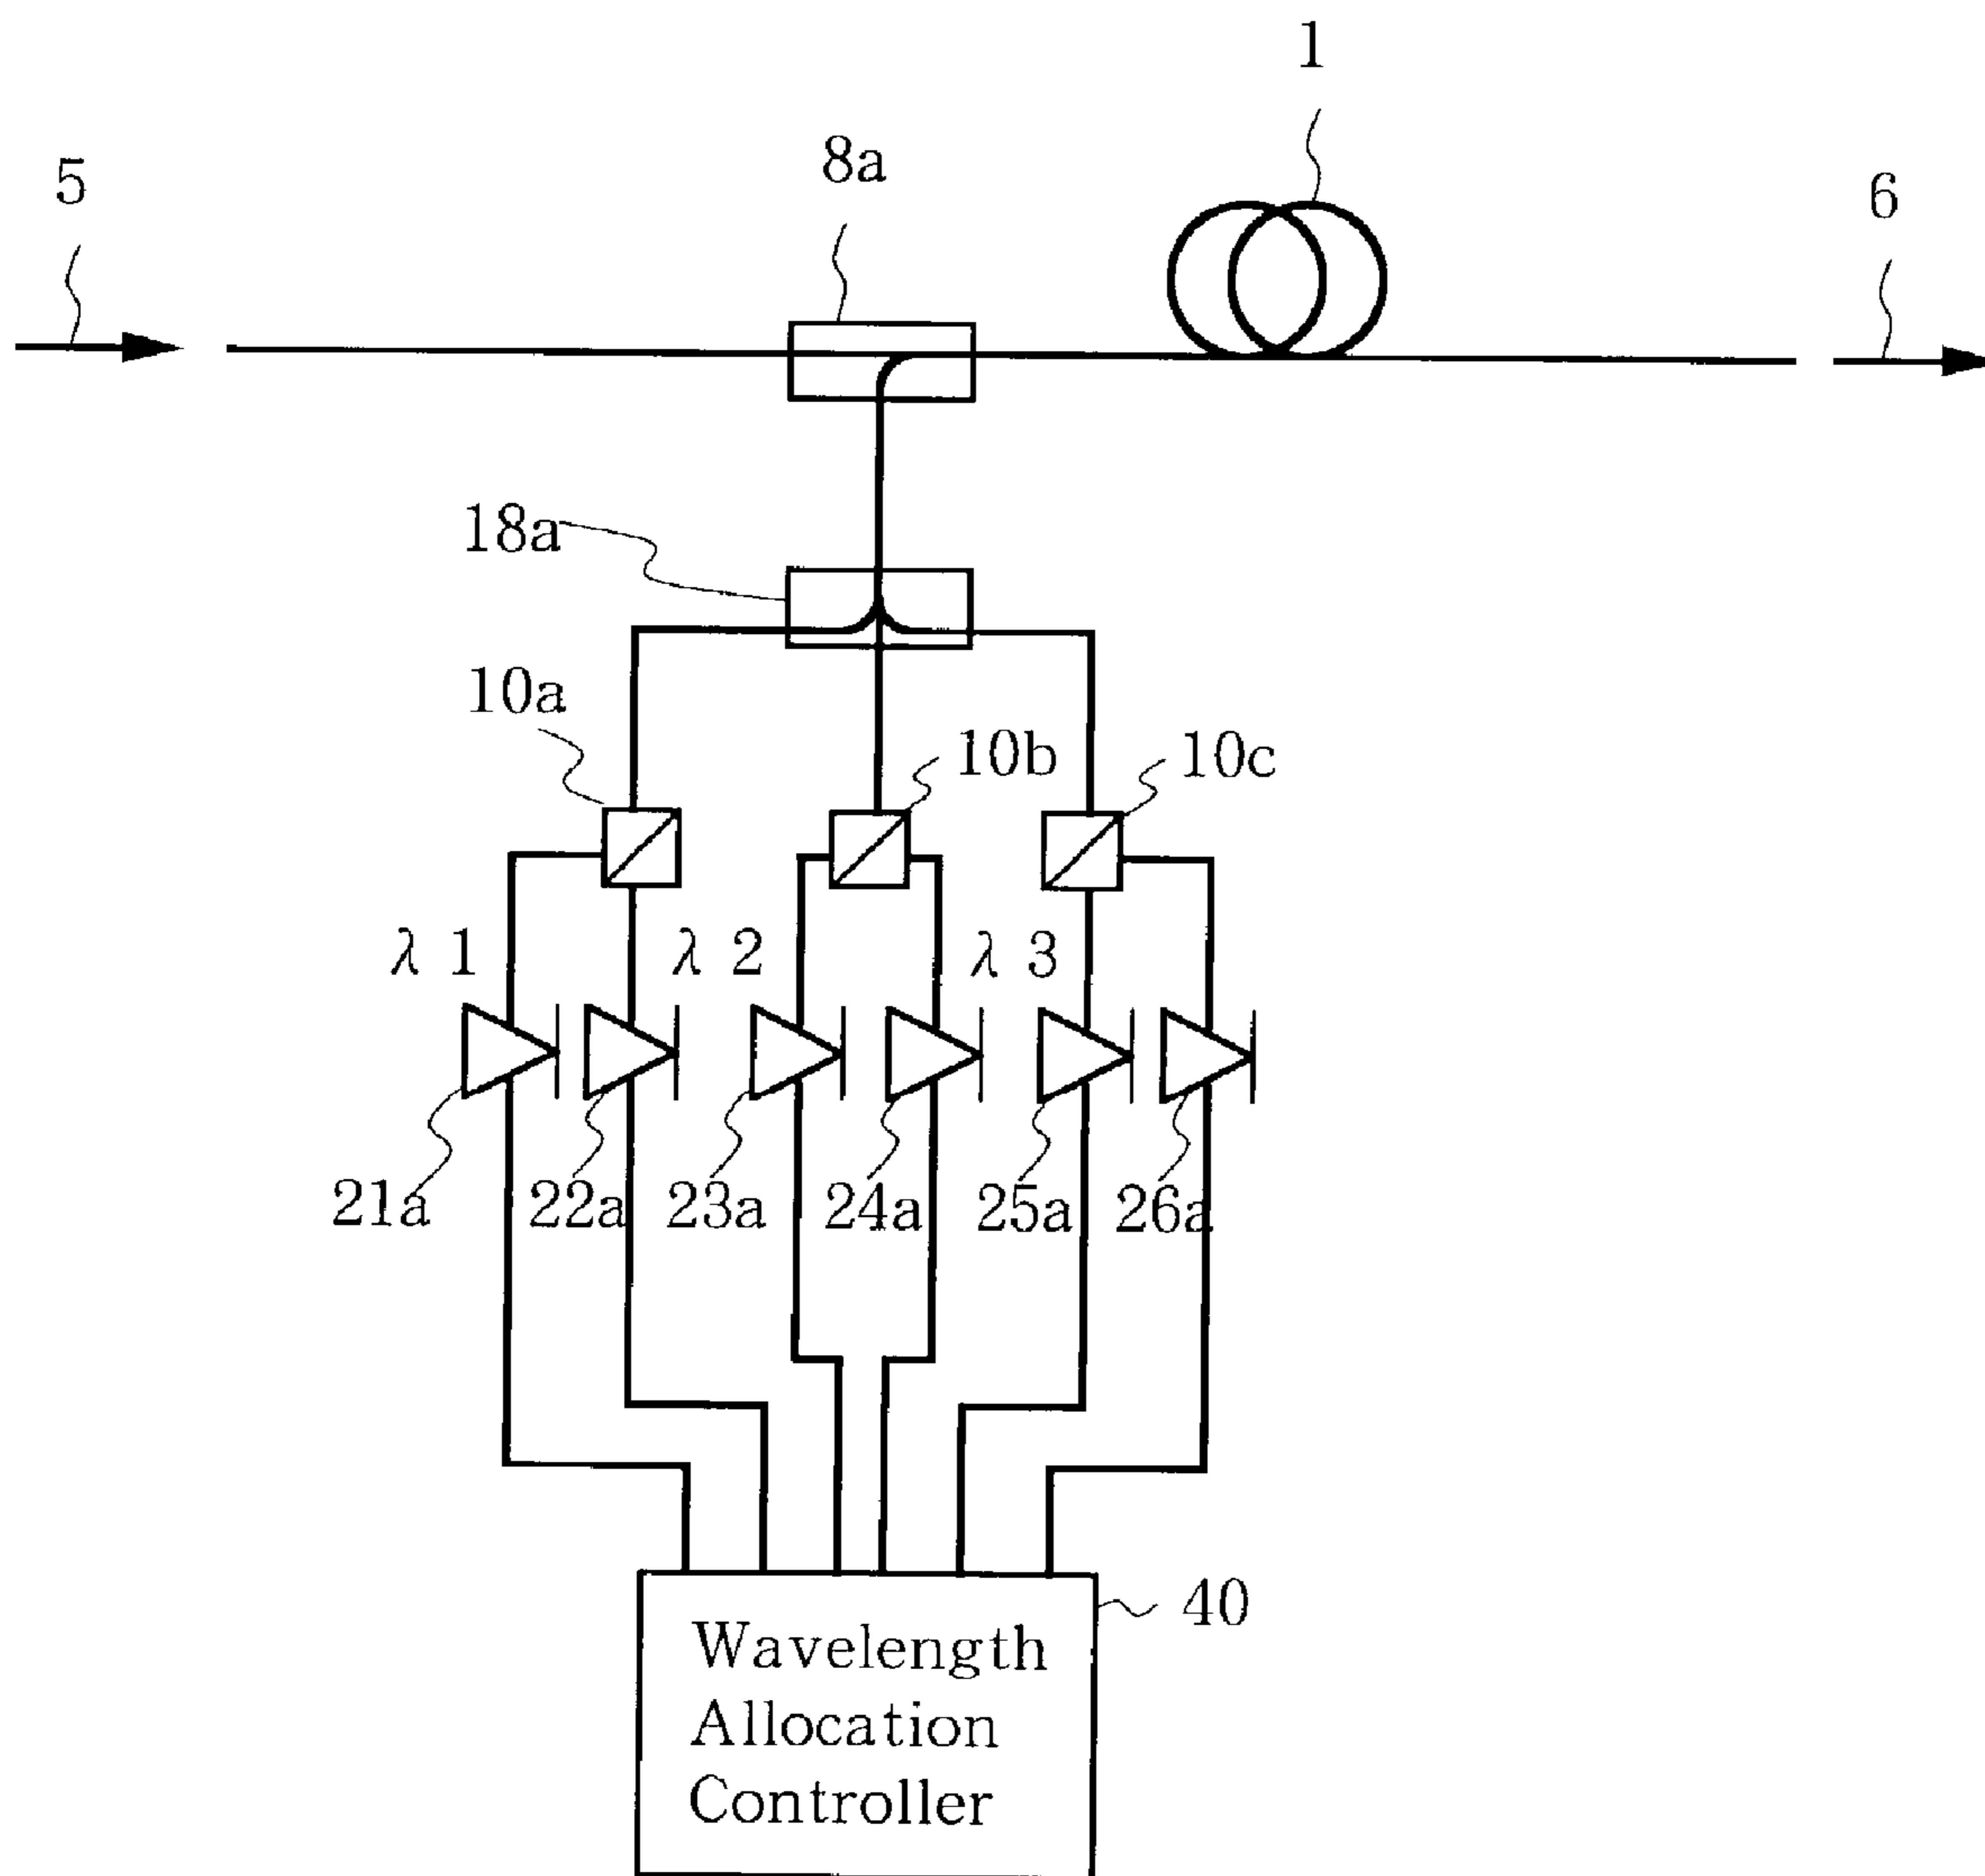 1
8a
5
6
18a
10a
10b
10c
λ 1
λ 2
λ 3
21a
22a
23a
24a
25a
26a
40
Wavelength
Allocation
Controller